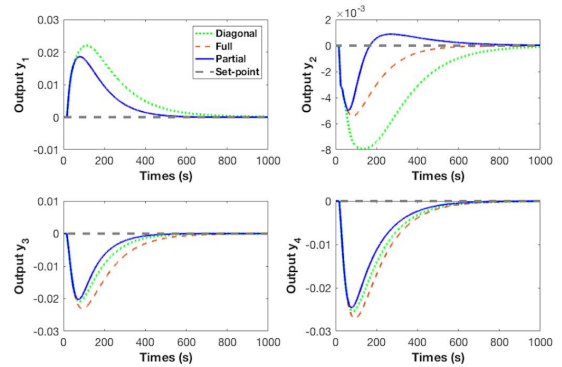 0.03
0.02
0.01
0
-0.01
0 200 400 600 800 1000
Times (s)
Output y1
Diagonal
Full
Partial
Set-point
×10-3
2
0
-2
-4
-6
-8
0 200 400 600 800 1000
Times (s)
Output y2
0.01
0
-0.01
-0.02
-0.03
0 200 400 600 800 1000
Times (s)
Output y3
0
-0.01
-0.02
-0.03
0 200 400 600 800 1000
Times (s)
Output y4